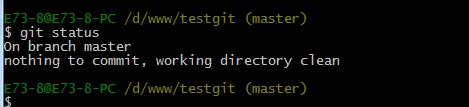 E73-8@E73-8-PC /d/www/testgit (master)
$ git status
On branch master
nothing to commit, working directory clean
E73-8@E73-8-PC /d/www/testgit (master)
$